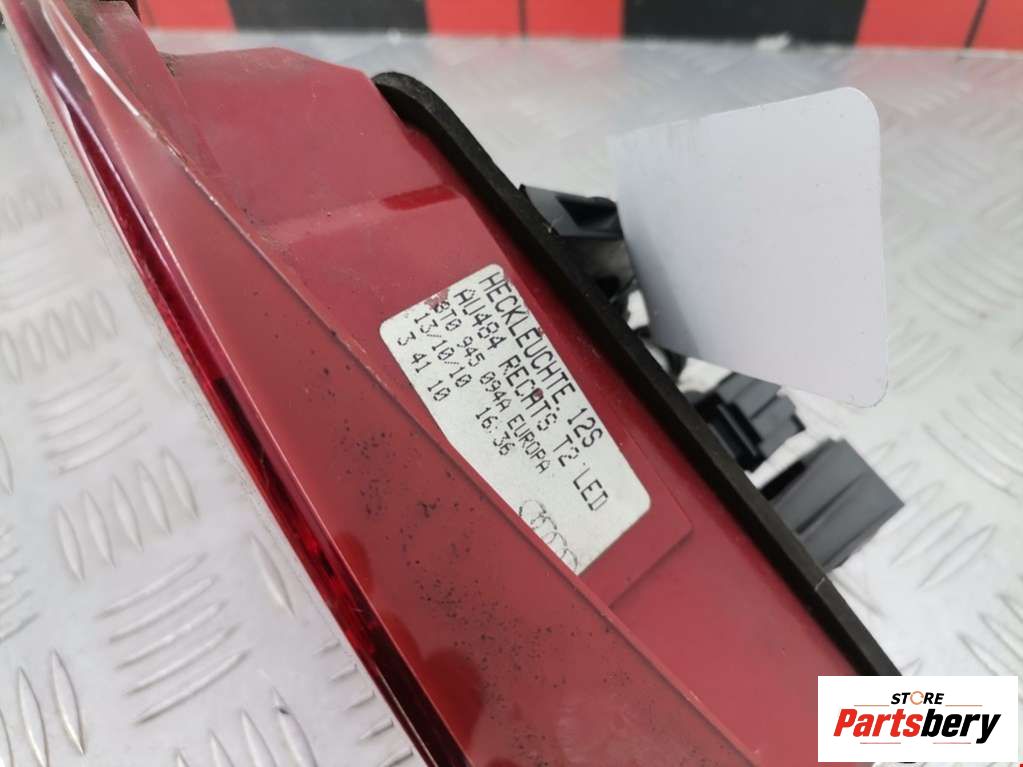 HECKLEUCHTE 12S
AU484 RECHTS T2 LED
8T0 945 094A EUROPA
13/10/10 16:36
3 41 10
STORE
Partsbery